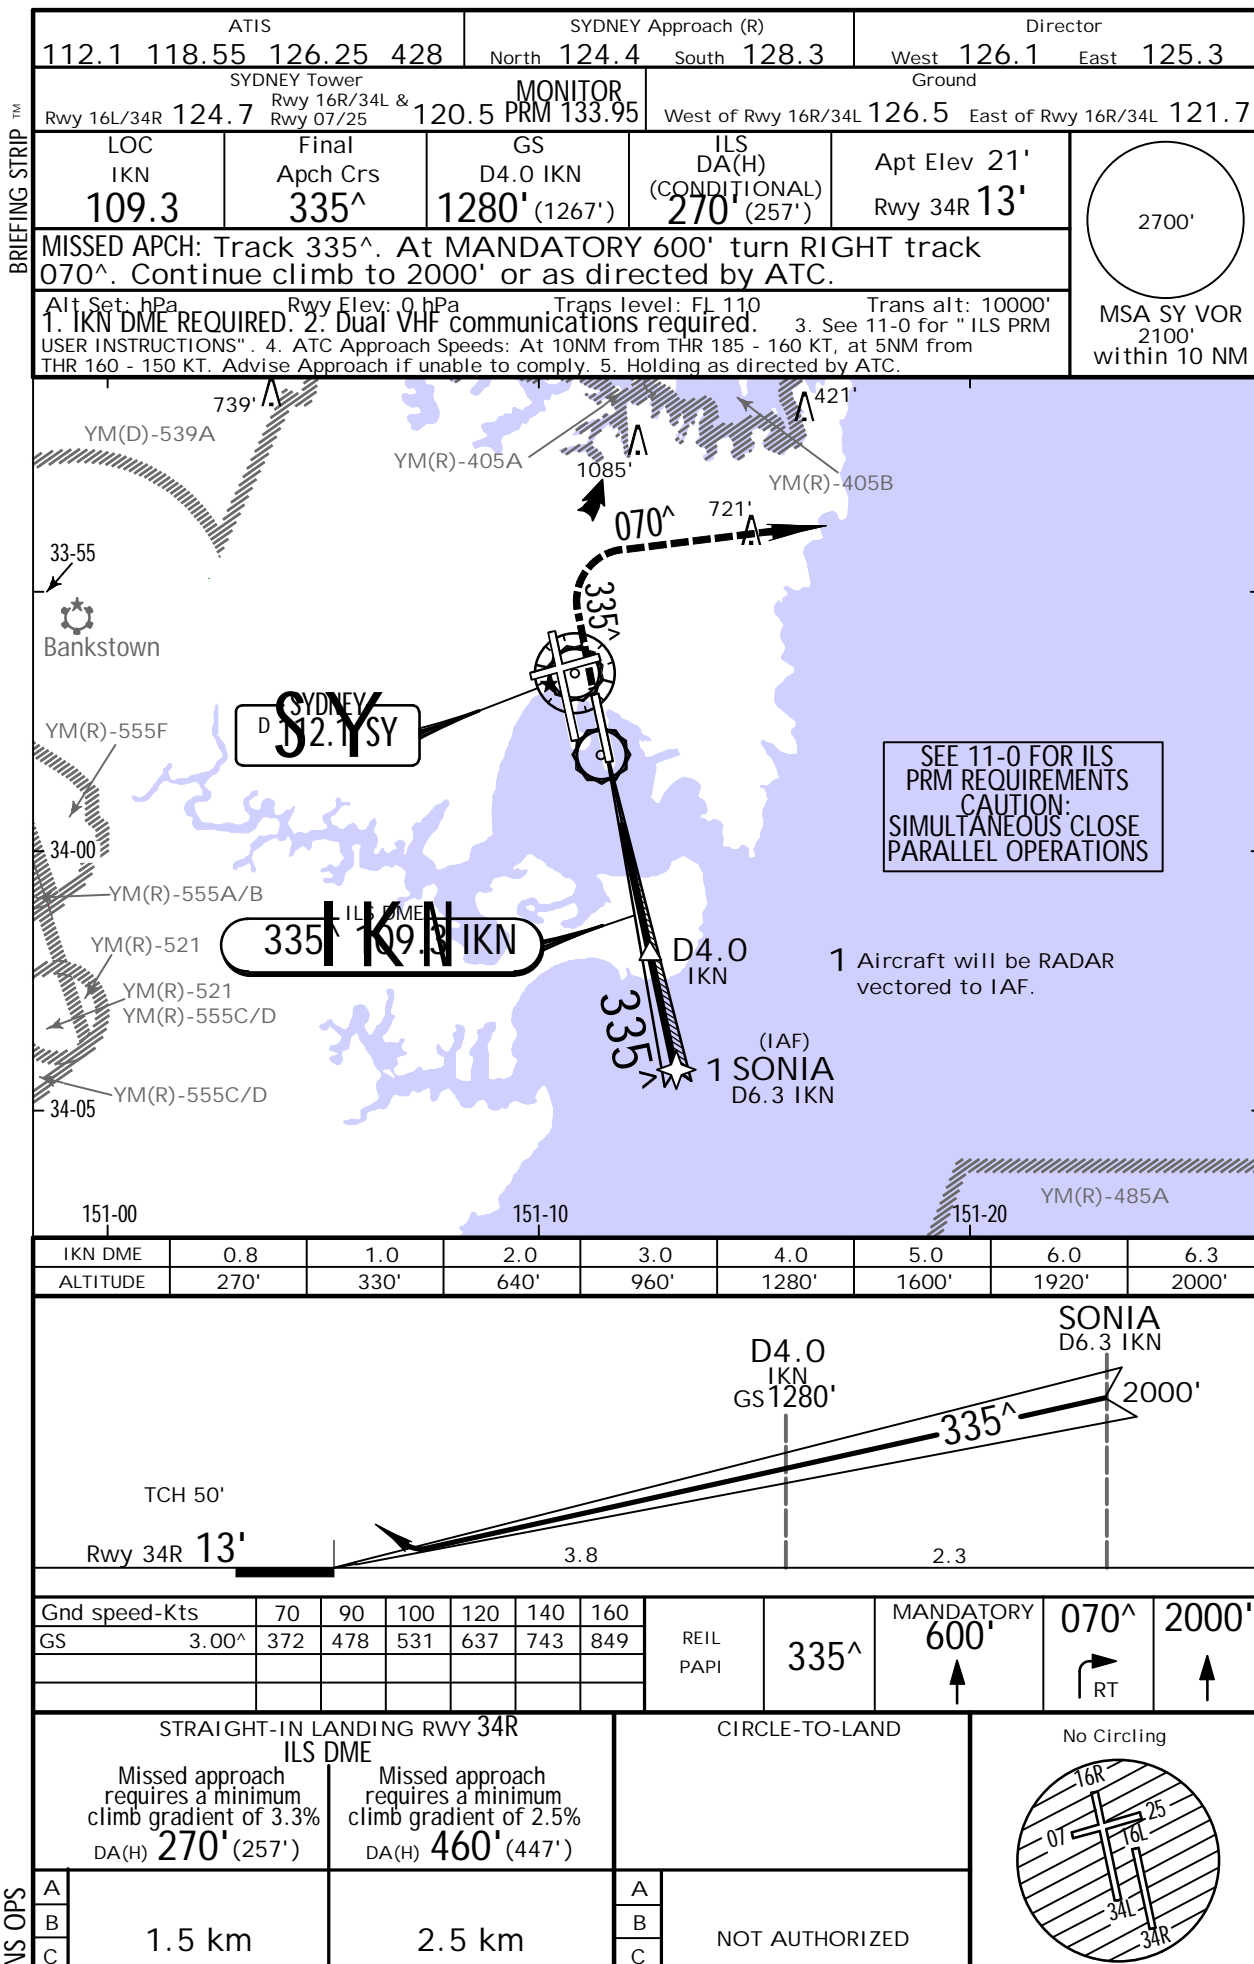 ATIS
112.1 118.55 126.25 428
SYDNEY Approach (R)
North 124.4 South 128.3
Director
West 126.1 East 125.3
SYDNEY Tower
Rwy 16L/34R 124.7 Rwy 16R/34L & Rwy 07/25 120.5
MONITOR
PRM 133.95
Ground
West of Rwy 16R/34L 126.5 East of Rwy 16R/34L 121.7
BRIEFING STRIP TM
LOC
IKN
109.3
Final
Apch Crs
335^
GS
D4.0 IKN
1280' (1267')
ILS
DA(H)
(CONDITIONAL)
270' (257')
Apt Elev 21'
Rwy 34R 13'
2700'
MSA SY VOR
2100'
within 10 NM
MISSED APCH: Track 335^. At MANDATORY 600' turn RIGHT track
070^. Continue climb to 2000' or as directed by ATC.
Alt Set: hPa Rwy Elev: 0 hPa Trans level: FL 110 Trans alt: 10000'
1. IKN DME REQUIRED. 2. Dual VHF communications required. 3. See 11-0 for "ILS PRM
USER INSTRUCTIONS". 4. ATC Approach Speeds: At 10NM from THR 185 - 160 KT, at 5NM from
THR 160 - 150 KT. Advise Approach if unable to comply. 5. Holding as directed by ATC.
739'
421'
YM(D)-539A
YM(R)-405A
1085'
YM(R)-405B
721'
070^
33-55
335^
Bankstown
SYDNEY
D 112.1 SY
S Y
YM(R)-555F
SEE 11-0 FOR ILS
PRM REQUIREMENTS
CAUTION:
SIMULTANEOUS CLOSE
PARALLEL OPERATIONS
34-00
YM(R)-555A/B
ILS DME
335^ 109.3 IKN
I K N
YM(R)-521
D4.0
IKN
1 Aircraft will be RADAR
vectored to IAF.
YM(R)-521
YM(R)-555C/D
335^
(IAF)
1 SONIA
D6.3 IKN
YM(R)-555C/D
34-05
YM(R)-485A
151-00
151-10
151-20
IKN DME 0.8 1.0 2.0 3.0 4.0 5.0 6.0 6.3
ALTITUDE 270' 330' 640' 960' 1280' 1600' 1920' 2000'
SONIA
D6.3 IKN
D4.0
IKN
GS 1280'
2000'
335^
TCH 50'
Rwy 34R 13'
3.8
2.3
Gnd speed-Kts 70 90 100 120 140 160
GS 3.00^ 372 478 531 637 743 849
REIL
PAPI
335^
MANDATORY
600'
070^
RT
2000'
STRAIGHT-IN LANDING RWY 34R
ILS DME
Missed approach
requires a minimum
climb gradient of 3.3%
DA(H) 270' (257')
Missed approach
requires a minimum
climb gradient of 2.5%
DA(H) 460' (447')
CIRCLE-TO-LAND
No Circling
16R
25
07
16L
34L
34R
NS OPS
A
B
C
1.5 km
2.5 km
A
B
C
NOT AUTHORIZED